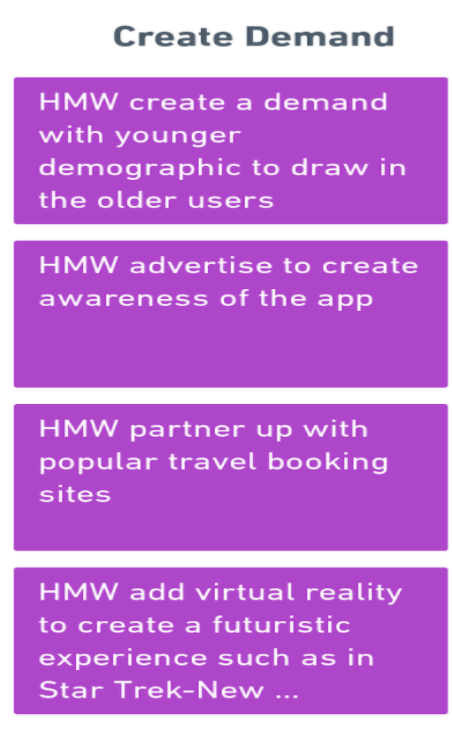 Create Demand
HMW create a demand
with younger
demographic to draw in
the older users
HMW advertise to create
awareness of the app
HMW partner up with
popular travel booking
sites
HMW add virtual reality
to create a futuristic
experience such as in
Star Trek-New ...